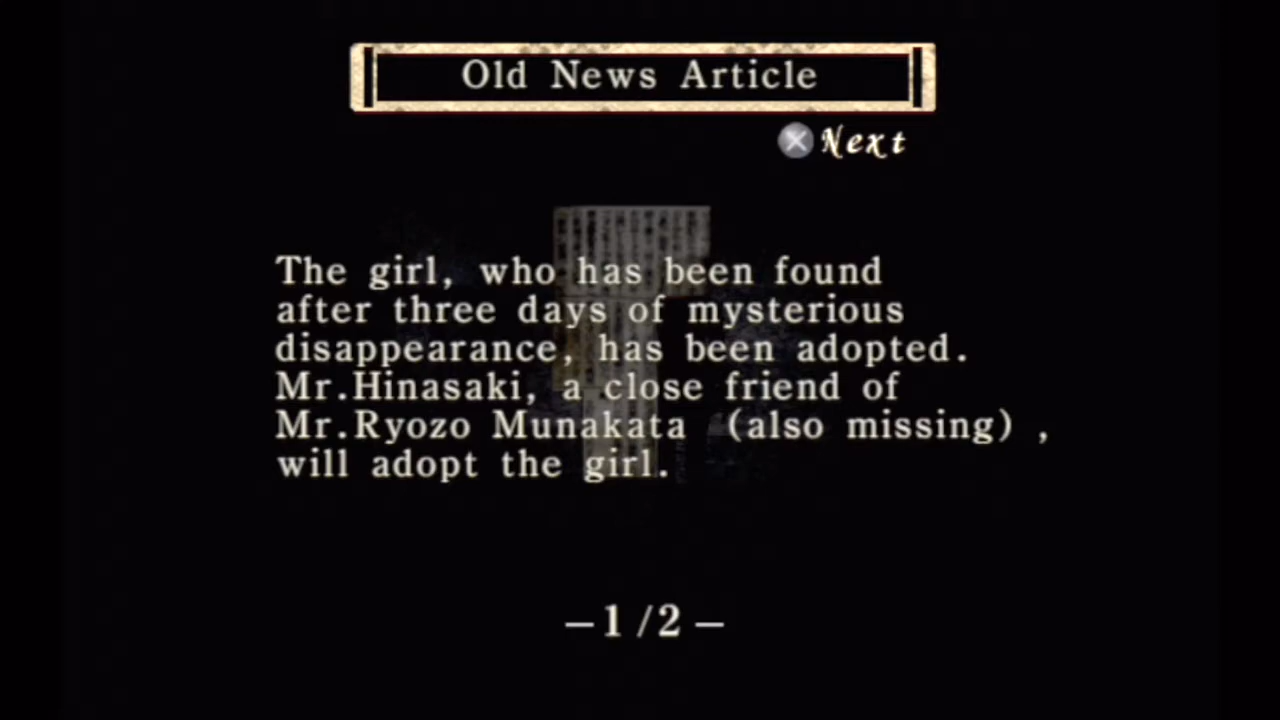 Old News Article
Next
The girl, who has been found
after three days of mysterious
disappearance, has been adopted.
Mr.Hinasaki, a close friend of
Mr.Ryozo Munakata (also missing) ,
will adopt the girl.
—1/2—